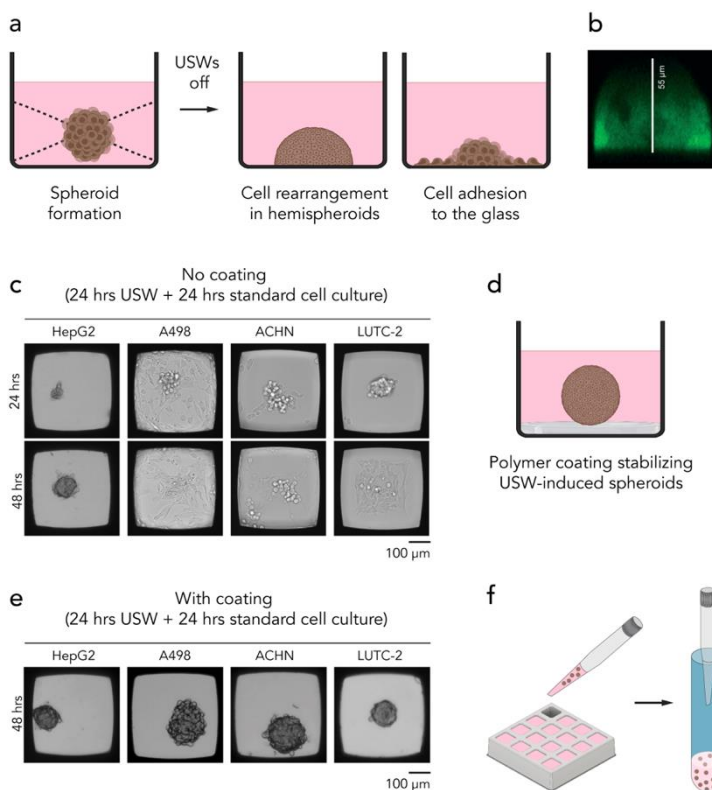 a
USWs
off
Spheroid
formation
Cell rearrangement
in hemispheroids
Cell adhesion
to the glass
b
55 µm
c
No coating
(24 hrs USW + 24 hrs standard cell culture)
HepG2 A498 ACHN LUTC-2
24 hrs
48 hrs
100 µm
d
Polymer coating stabilizing
USW-induced spheroids
e
With coating
(24 hrs USW + 24 hrs standard cell culture)
HepG2 A498 ACHN LUTC-2
48 hrs
100 µm
f